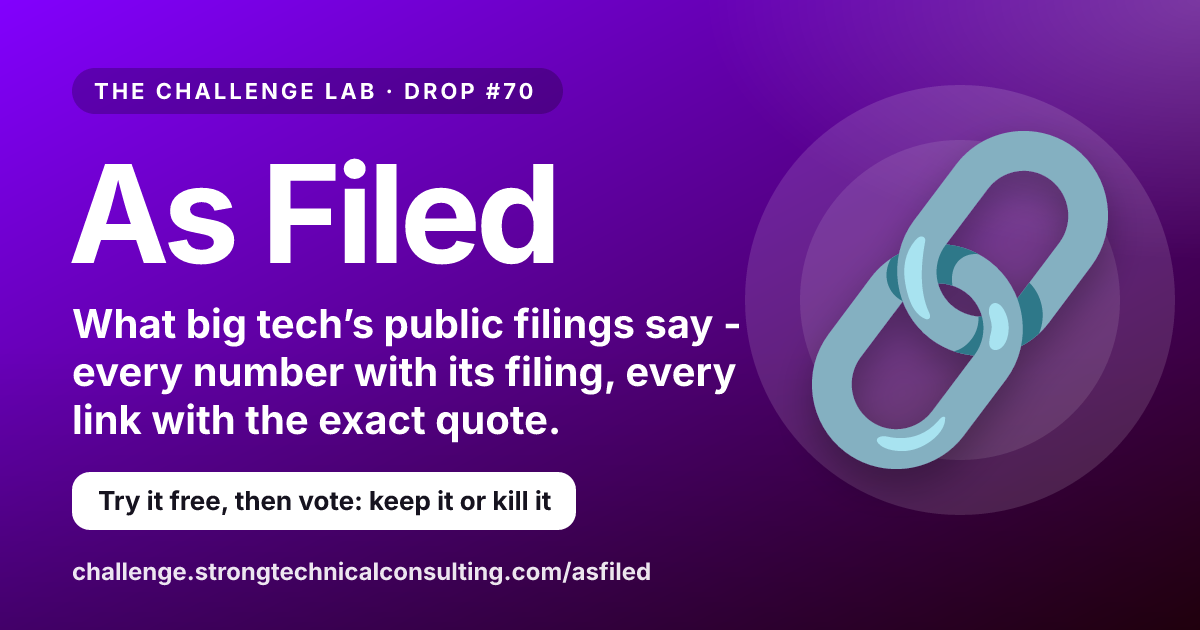 THE CHALLENGE LAB · DROP #70
As Filed
What big tech’s public filings say -
every number with its filing, every
link with the exact quote.
Try it free, then vote: keep it or kill it
challenge.strongtechnicalconsulting.com/asfiled